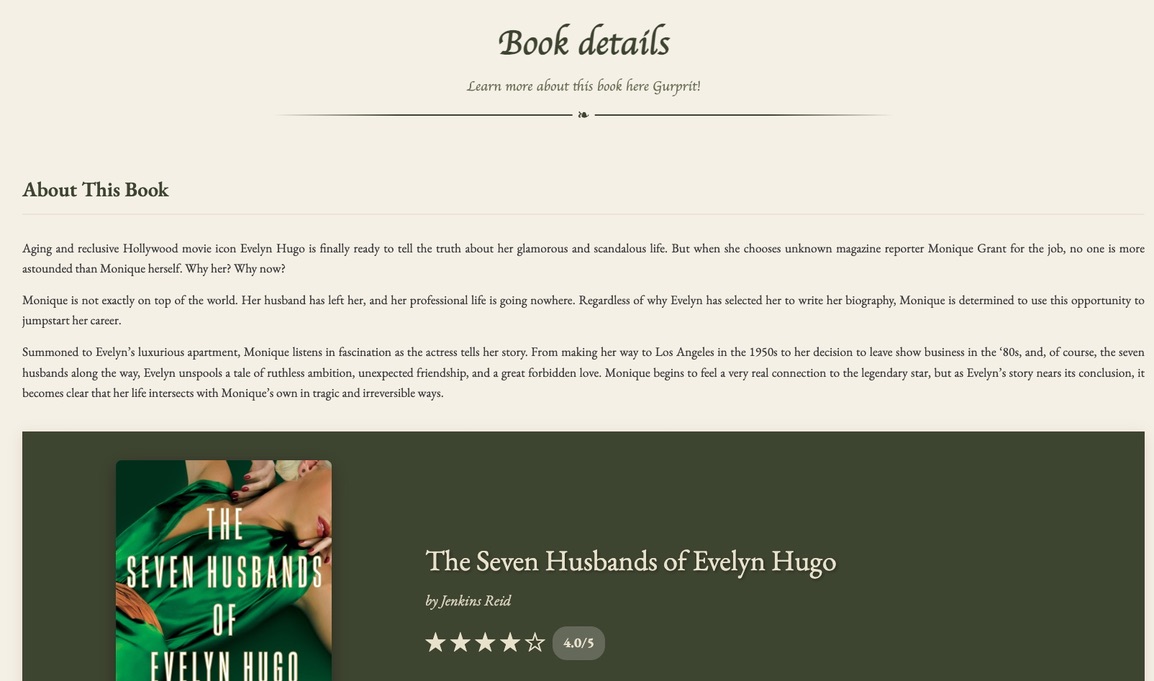 Book details
Learn more about this book here Gurprit!
❧
About This Book
Aging and reclusive Hollywood movie icon Evelyn Hugo is finally ready to tell the truth about her glamorous and scandalous life. But when she chooses unknown magazine reporter Monique Grant for the job, no one is more
astounded than Monique herself. Why her? Why now?
Monique is not exactly on top of the world. Her husband has left her, and her professional life is going nowhere. Regardless of why Evelyn has selected her to write her biography, Monique is determined to use this opportunity to
jumpstart her career.
Summoned to Evelyn’s luxurious apartment, Monique listens in fascination as the actress tells her story. From making her way to Los Angeles in the 1950s to her decision to leave show business in the ‘80s, and, of course, the seven
husbands along the way, Evelyn unspools a tale of ruthless ambition, unexpected friendship, and a great forbidden love. Monique begins to feel a very real connection to the legendary star, but as Evelyn’s story nears its conclusion, it
becomes clear that her life intersects with Monique’s own in tragic and irreversible ways.
THE
SEVEN HUSBANDS
OF
EVELYN HUGO
The Seven Husbands of Evelyn Hugo
by Jenkins Reid
★★★★☆ 4.0/5